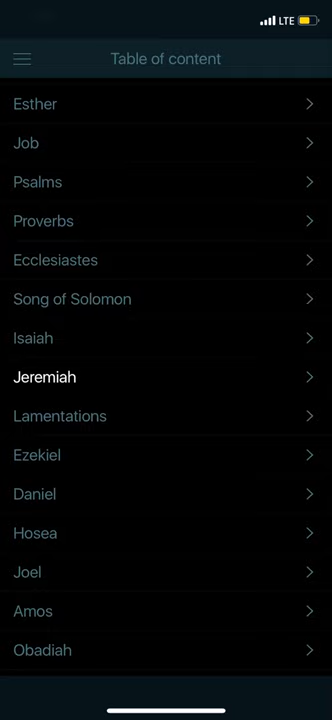 LTE
Table of content
Esther
Job
Psalms
Proverbs
Ecclesiastes
Song of Solomon
Isaiah
Jeremiah
Lamentations
Ezekiel
Daniel
Hosea
Joel
Amos
Obadiah